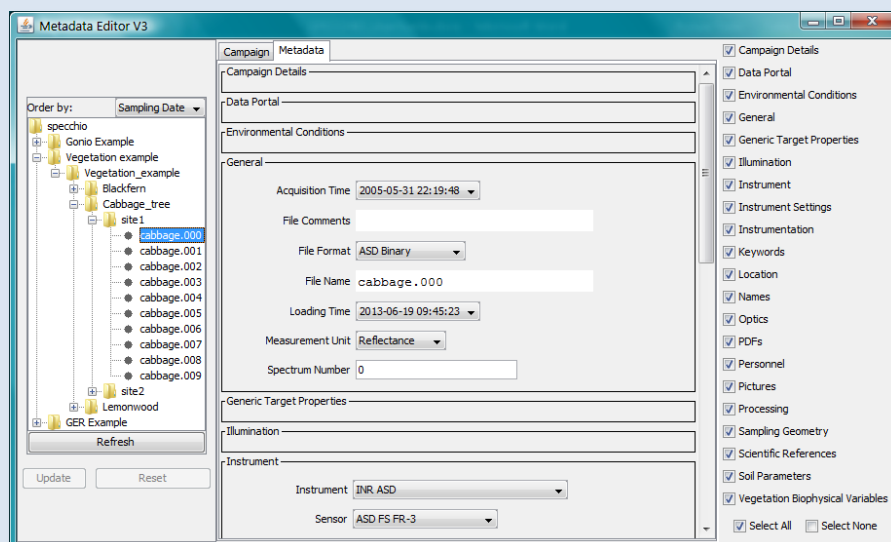 Metadata Editor V3
Order by:
Sampling Date
specchio
Gonio Example
Vegetation example
Vegetation_example
Blackfern
Cabbage_tree
site1
cabbage.000
cabbage.001
cabbage.002
cabbage.003
cabbage.004
cabbage.005
cabbage.006
cabbage.007
cabbage.008
cabbage.009
site2
Lemonwood
GER Example
Refresh
Update
Reset
Campaign
Metadata
Campaign Details
Data Portal
Environmental Conditions
General
Acquisition Time 2005-05-31 22:19:48
File Comments
File Format ASD Binary
File Name cabbage.000
Loading Time 2013-06-19 09:45:23
Measurement Unit Reflectance
Spectrum Number 0
Generic Target Properties
Illumination
Instrument
Instrument INR ASD
Sensor ASD FS FR-3
Campaign Details
Data Portal
Environmental Conditions
General
Generic Target Properties
Illumination
Instrument
Instrument Settings
Instrumentation
Keywords
Location
Names
Optics
PDFs
Personnel
Pictures
Processing
Sampling Geometry
Scientific References
Soil Parameters
Vegetation Biophysical Variables
Select All
Select None